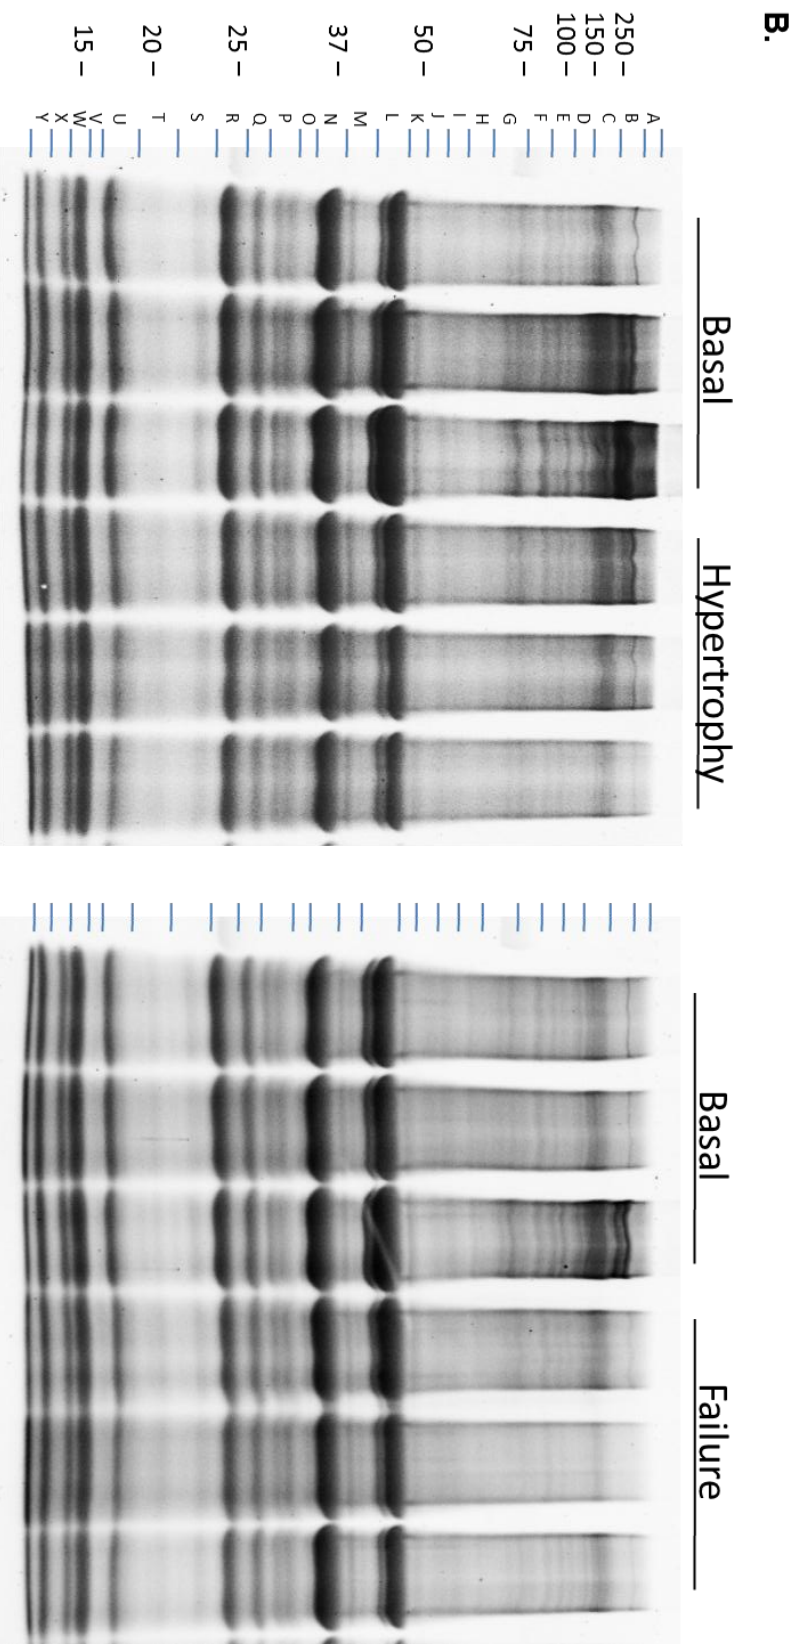 B.
Basal
Hypertrophy
Basal
Failure
250 –
150 –
100 –
75 –
50 –
37 –
25 –
20 –
15 –
A
B
C
D
E
F
G
H
I
J
K
L
M
N
O
P
Q
R
S
T
U
V
W
X
Y